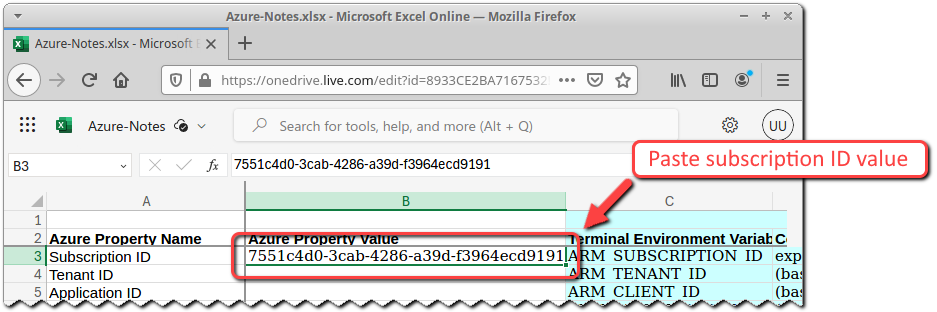 Azure-Notes.xlsx - Microsoft Excel Online — Mozilla Firefox
Azure-Notes.xlsx - Microsoft E
https://onedrive.live.com/edit?id=8933CE2BA7167532
Azure-Notes
Search for tools, help, and more (Alt + Q)
UU
Paste subscription ID value
B3
fx
7551c4d0-3cab-4286-a39d-f3964ecd9191
A B C
1
2 Azure Property Name Azure Property Value Terminal Environment Variab Co
3 Subscription ID 7551c4d0-3cab-4286-a39d-f3964ecd9191 ARM_SUBSCRIPTION_ID exp
4 Tenant ID ARM_TENANT_ID (bas
5 Application ID ARM_CLIENT_ID (bas